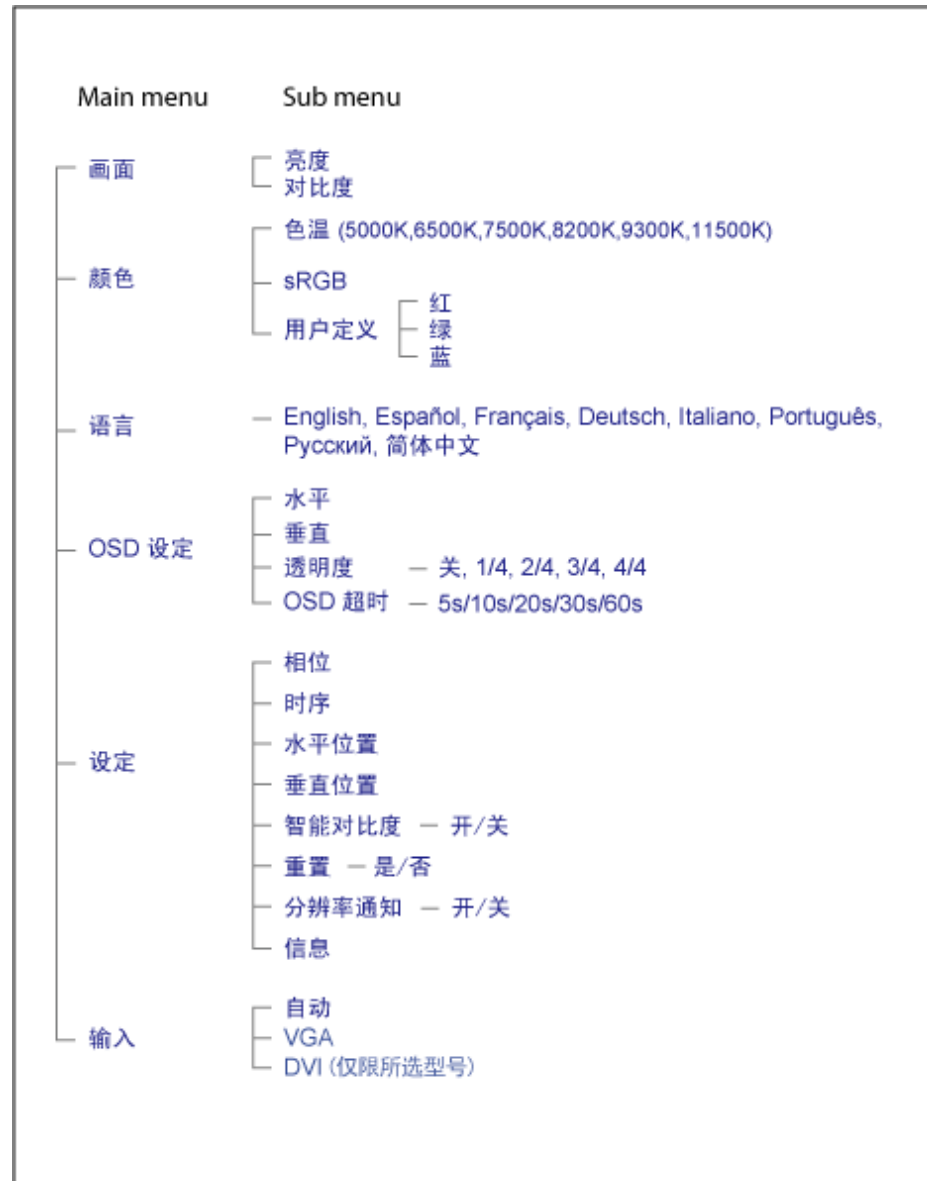 Main menu Sub menu
画面 亮度
对比度
色温 (5000K,6500K,7500K,8200K,9300K,11500K)
颜色 sRGB
用户定义 红
绿
蓝
语言 English, Español, Français, Deutsch, Italiano, Português,
Русский, 简体中文
水平
垂直
OSD 设定 透明度 — 关, 1/4, 2/4, 3/4, 4/4
OSD 超时 — 5s/10s/20s/30s/60s
相位
时序
水平位置
设定 垂直位置
智能对比度 — 开/关
重置 — 是/否
分辨率通知 — 开/关
信息
自动
输入 VGA
DVI (仅限所选型号)